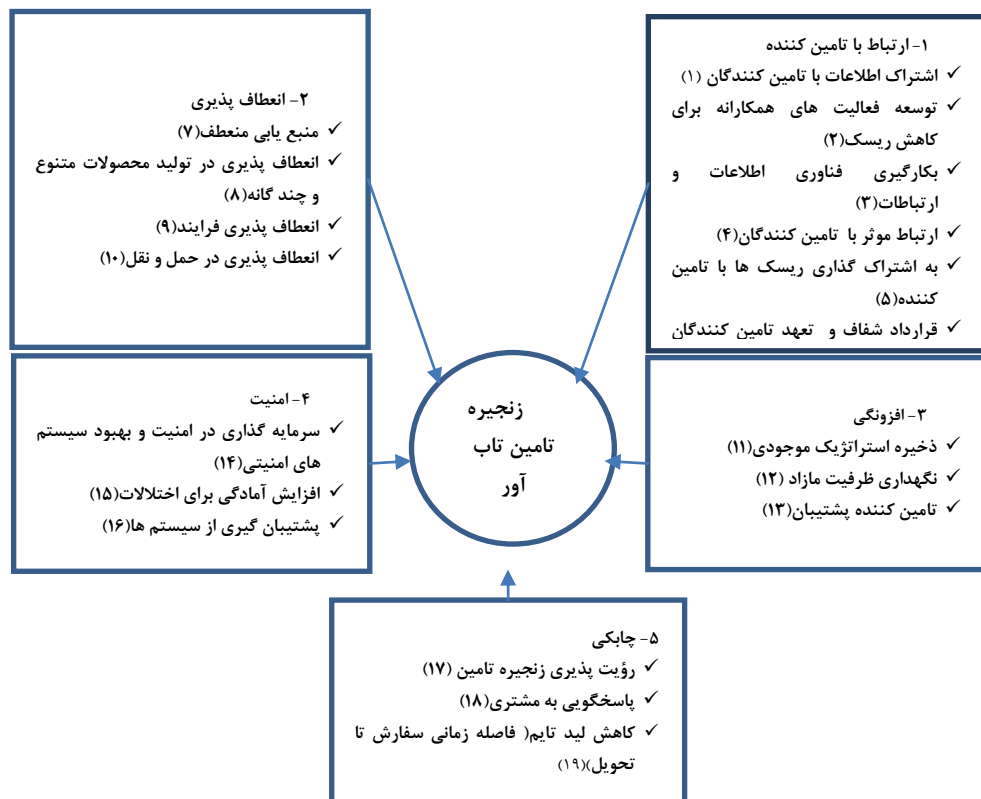 ۱- ارتباط با تامین کننده
اشتراک اطلاعات با تامین کنندگان (۱)
توسعه فعالیت های همکارانه برای
کاهش ریسک(۲)
بکارگیری فناوری اطلاعات و
ارتباطات(۳)
ارتباط موثر با تامین کنندگان(۴)
به اشتراک گذاری ریسک ها با تامین
کننده(۵)
قرارداد شفاف و تعهد تامین کنندگان
۲- انعطاف پذیری
منبع یابی منعطف(۷)
انعطاف پذیری در تولید محصولات متنوع
و چند گانه(۸)
انعطاف پذیری فرایند(۹)
انعطاف پذیری در حمل و نقل(۱۰)
زنجیره
تامین تاب
آور
۳- افزونگی
ذخیره استراتژیک موجودی(۱۱)
نگهداری ظرفیت مازاد (۱۲)
تامین کننده پشتیبان(۱۳)
۴- امنیت
سرمایه گذاری در امنیت و بهبود سیستم
های امنیتی(۱۴)
افزایش آمادگی برای اختلالات(۱۵)
پشتیبان گیری از سیستم ها(۱۶)
۵- چابکی
رؤیت پذیری زنجیره تامین (۱۷)
پاسخگویی به مشتری(۱۸)
کاهش لید تایم( فاصله زمانی سفارش تا
تحویل)(۱۹)